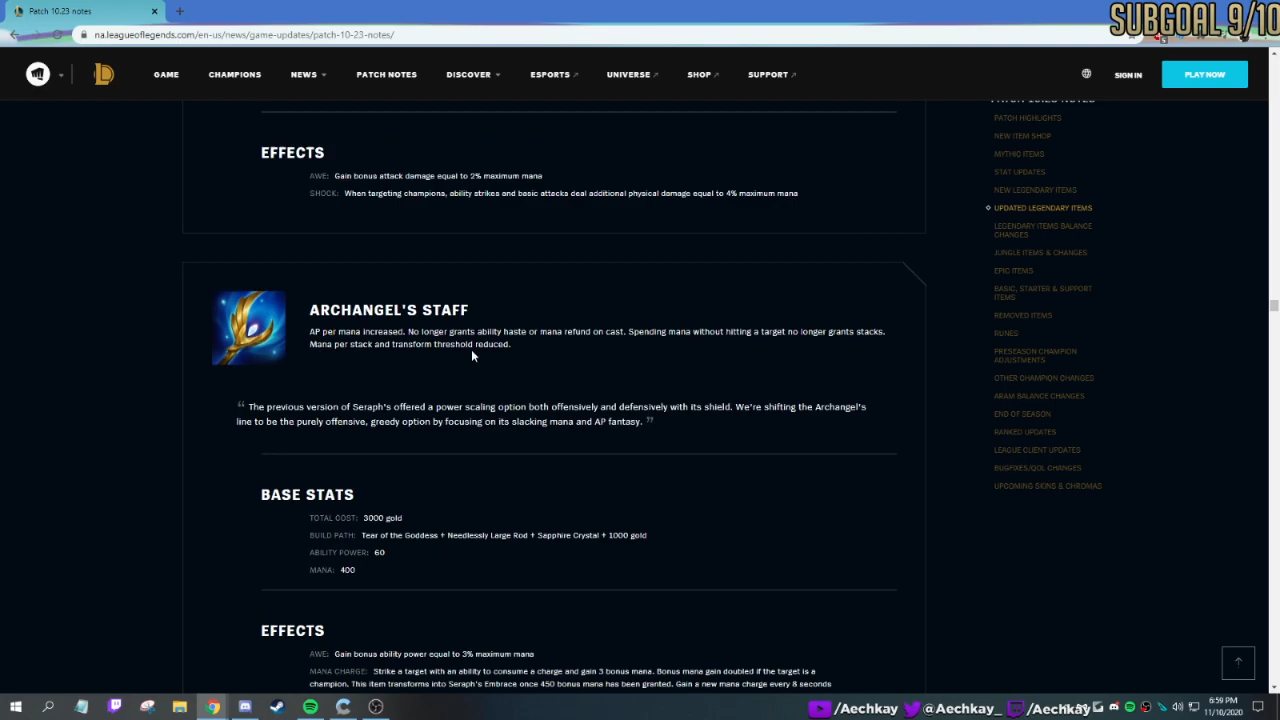 Patch 10.23 notes
SUBGOAL 9/10
na.leagueoflegends.com/en-us/news/game-updates/patch-10-23-notes/
GAME CHAMPIONS NEWS PATCH NOTES DISCOVER ESPORTS UNIVERSE SHOP SUPPORT SIGN IN PLAY NOW
EFFECTS
AWE: Gain bonus attack damage equal to 2% maximum mana
SHOCK: When targeting champions, ability strikes and basic attacks deal additional physical damage equal to 4% maximum mana
ARCHANGEL'S STAFF
AP per mana increased. No longer grants ability haste or mana refund on cast. Spending mana without hitting a target no longer grants stacks.
Mana per stack and transform threshold reduced.
“ The previous version of Seraph's offered a power scaling option both offensively and defensively with its shield. We're shifting the Archangel's
line to be the purely offensive, greedy option by focusing on its slacking mana and AP fantasy. ”
BASE STATS
TOTAL COST: 3000 gold
BUILD PATH: Tear of the Goddess + Needlessly Large Rod + Sapphire Crystal + 1000 gold
ABILITY POWER: 60
MANA: 400
EFFECTS
AWE: Gain bonus ability power equal to 3% maximum mana
MANA CHARGE: Strike a target with an ability to consume a charge and gain 3 bonus mana. Bonus mana gain doubled if the target is a
champion. This item transforms into Seraph's Embrace once 450 bonus mana has been granted. Gain a new mana charge every 8 seconds
PATCH 10.23 NOTES
PATCH HIGHLIGHTS
NEW ITEM SHOP
MYTHIC ITEMS
STAT UPDATES
NEW LEGENDARY ITEMS
UPDATED LEGENDARY ITEMS
LEGENDARY ITEMS BALANCE
CHANGES
JUNGLE ITEMS & CHANGES
EPIC ITEMS
BASIC, STARTER & SUPPORT
ITEMS
REMOVED ITEMS
RUNES
PRESEASON CHAMPION
ADJUSTMENTS
OTHER CHAMPION CHANGES
ARAM BALANCE CHANGES
END OF SEASON
RANKED UPDATES
LEAGUE CLIENT UPDATES
BUGFIXES/QOL CHANGES
UPCOMING SKINS & CHROMAS
/Aechkay @Aechkay_ /Aechkay
6:59 PM
11/10/2020